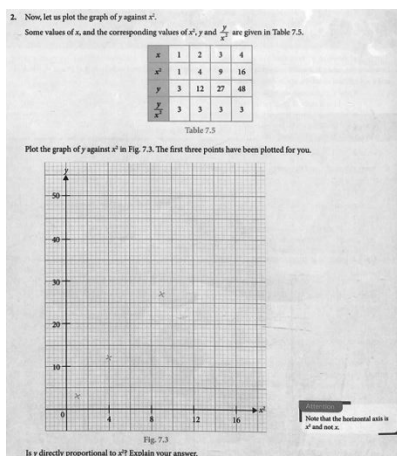 2. Now, let us plot the graph of y against x².
Some values of x, and the corresponding values of x², y and y/x² are given in Table 7.5.
x 1 2 3 4
x² 1 4 9 16
y 3 12 27 48
y/x² 3 3 3 3
Table 7.5
Plot the graph of y against x² in Fig. 7.3. The first three points have been plotted for you.
y
50
40
30
20
10
0 4 8 12 16 x²
Attention
Note that the horizontal axis is
x² and not x.
Fig. 7.3
Is y directly proportional to x²? Explain your answer.